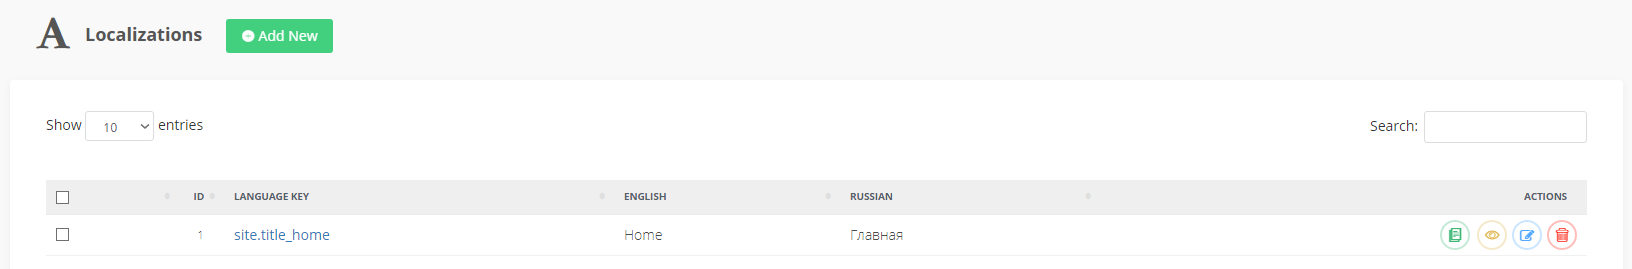 A Localizations Add New
Show 10 entries Search:
ID LANGUAGE KEY ENGLISH RUSSIAN ACTIONS
1 site.title_home Home Главная